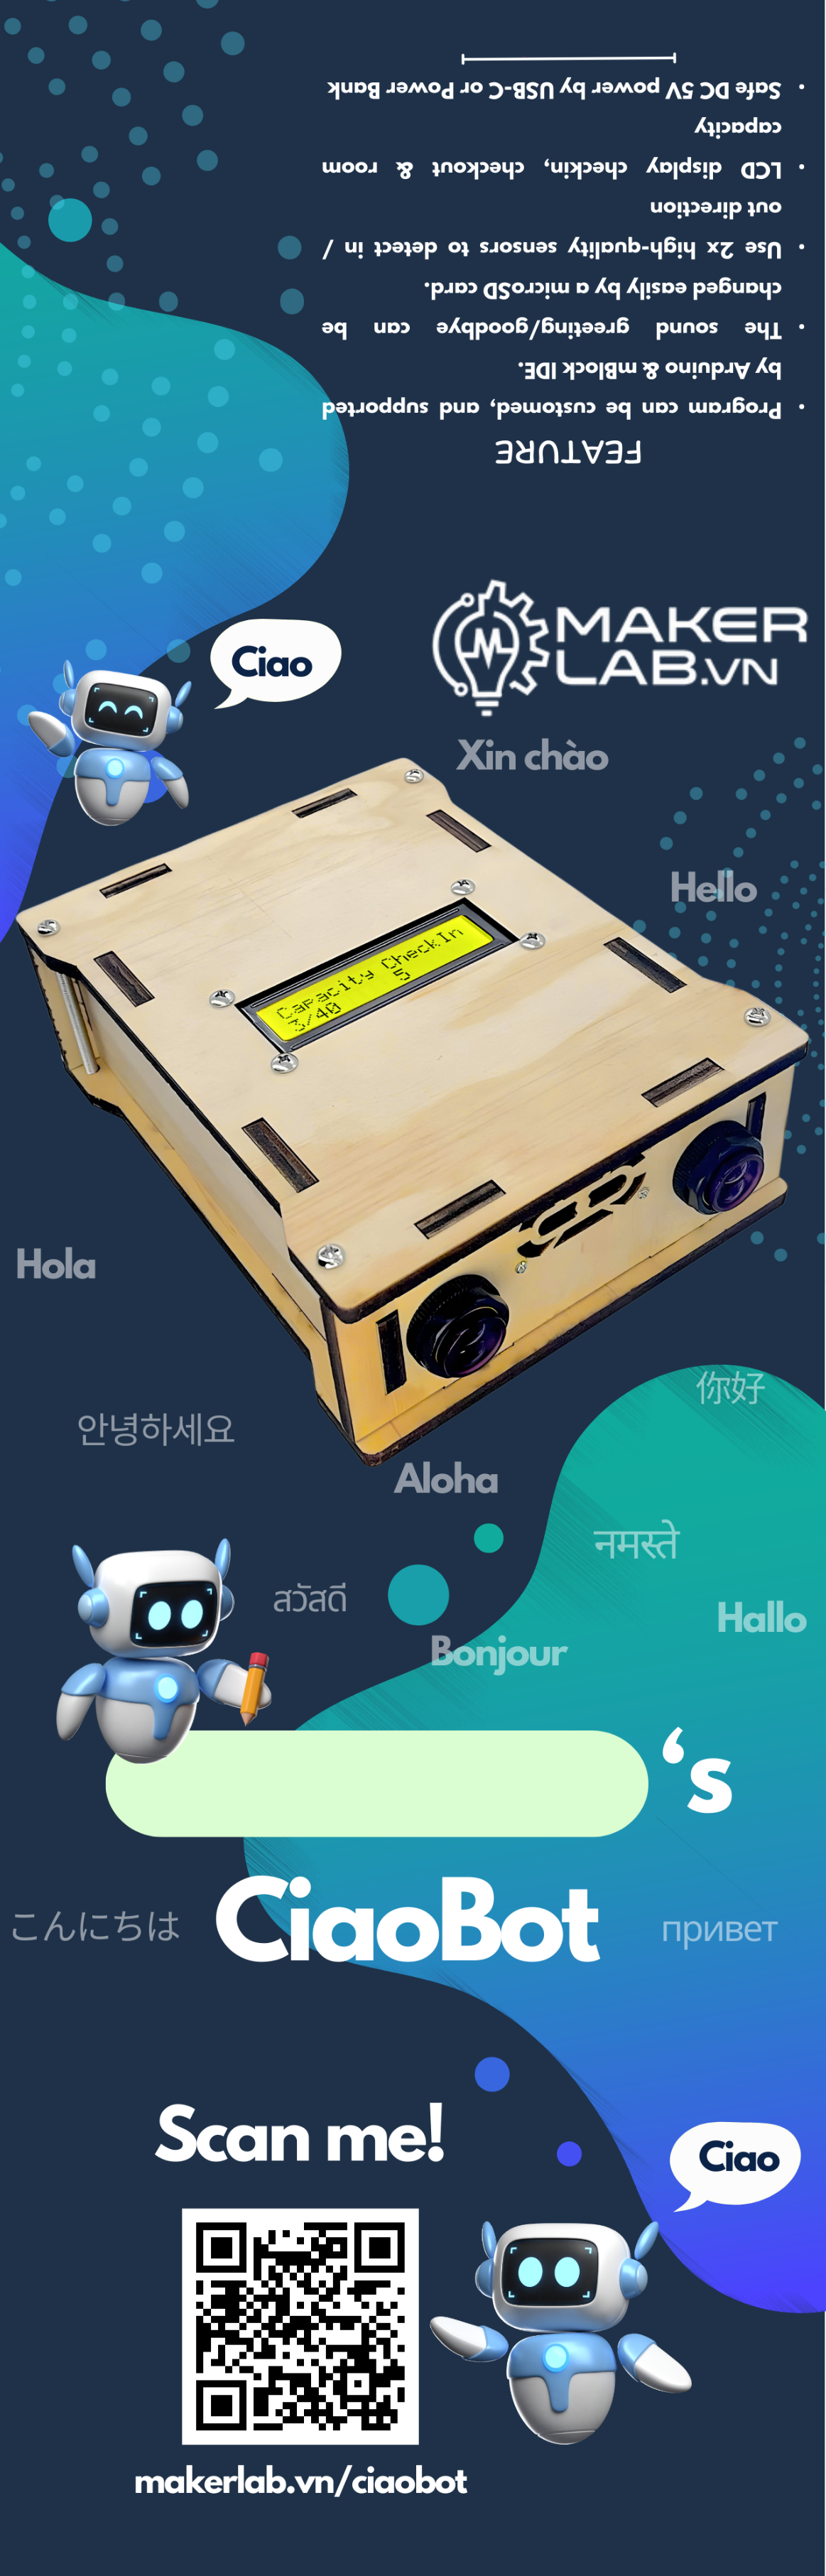 FEATURE
• Program can be customed, and supported
by Arduino & mBlock IDE.
• The sound greeting/goodbye can be
changed easily by a microSD card.
• Use 2x high-quality sensors to detect in /
out direction
• LCD display checkin, checkout & room
capacity
• Safe DC 5V power by USB-C or Power Bank
Ciao
MAKER
LAB.VN
Xin chào
Hello
Capacity CheckIn
3/40 5
Hola
你好
안녕하세요
Aloha
नमस्ते
สวัสดี
Hallo
Bonjour
‘s
こんにちは
CiaoBot
привет
Scan me!
Ciao
makerlab.vn/ciaobot